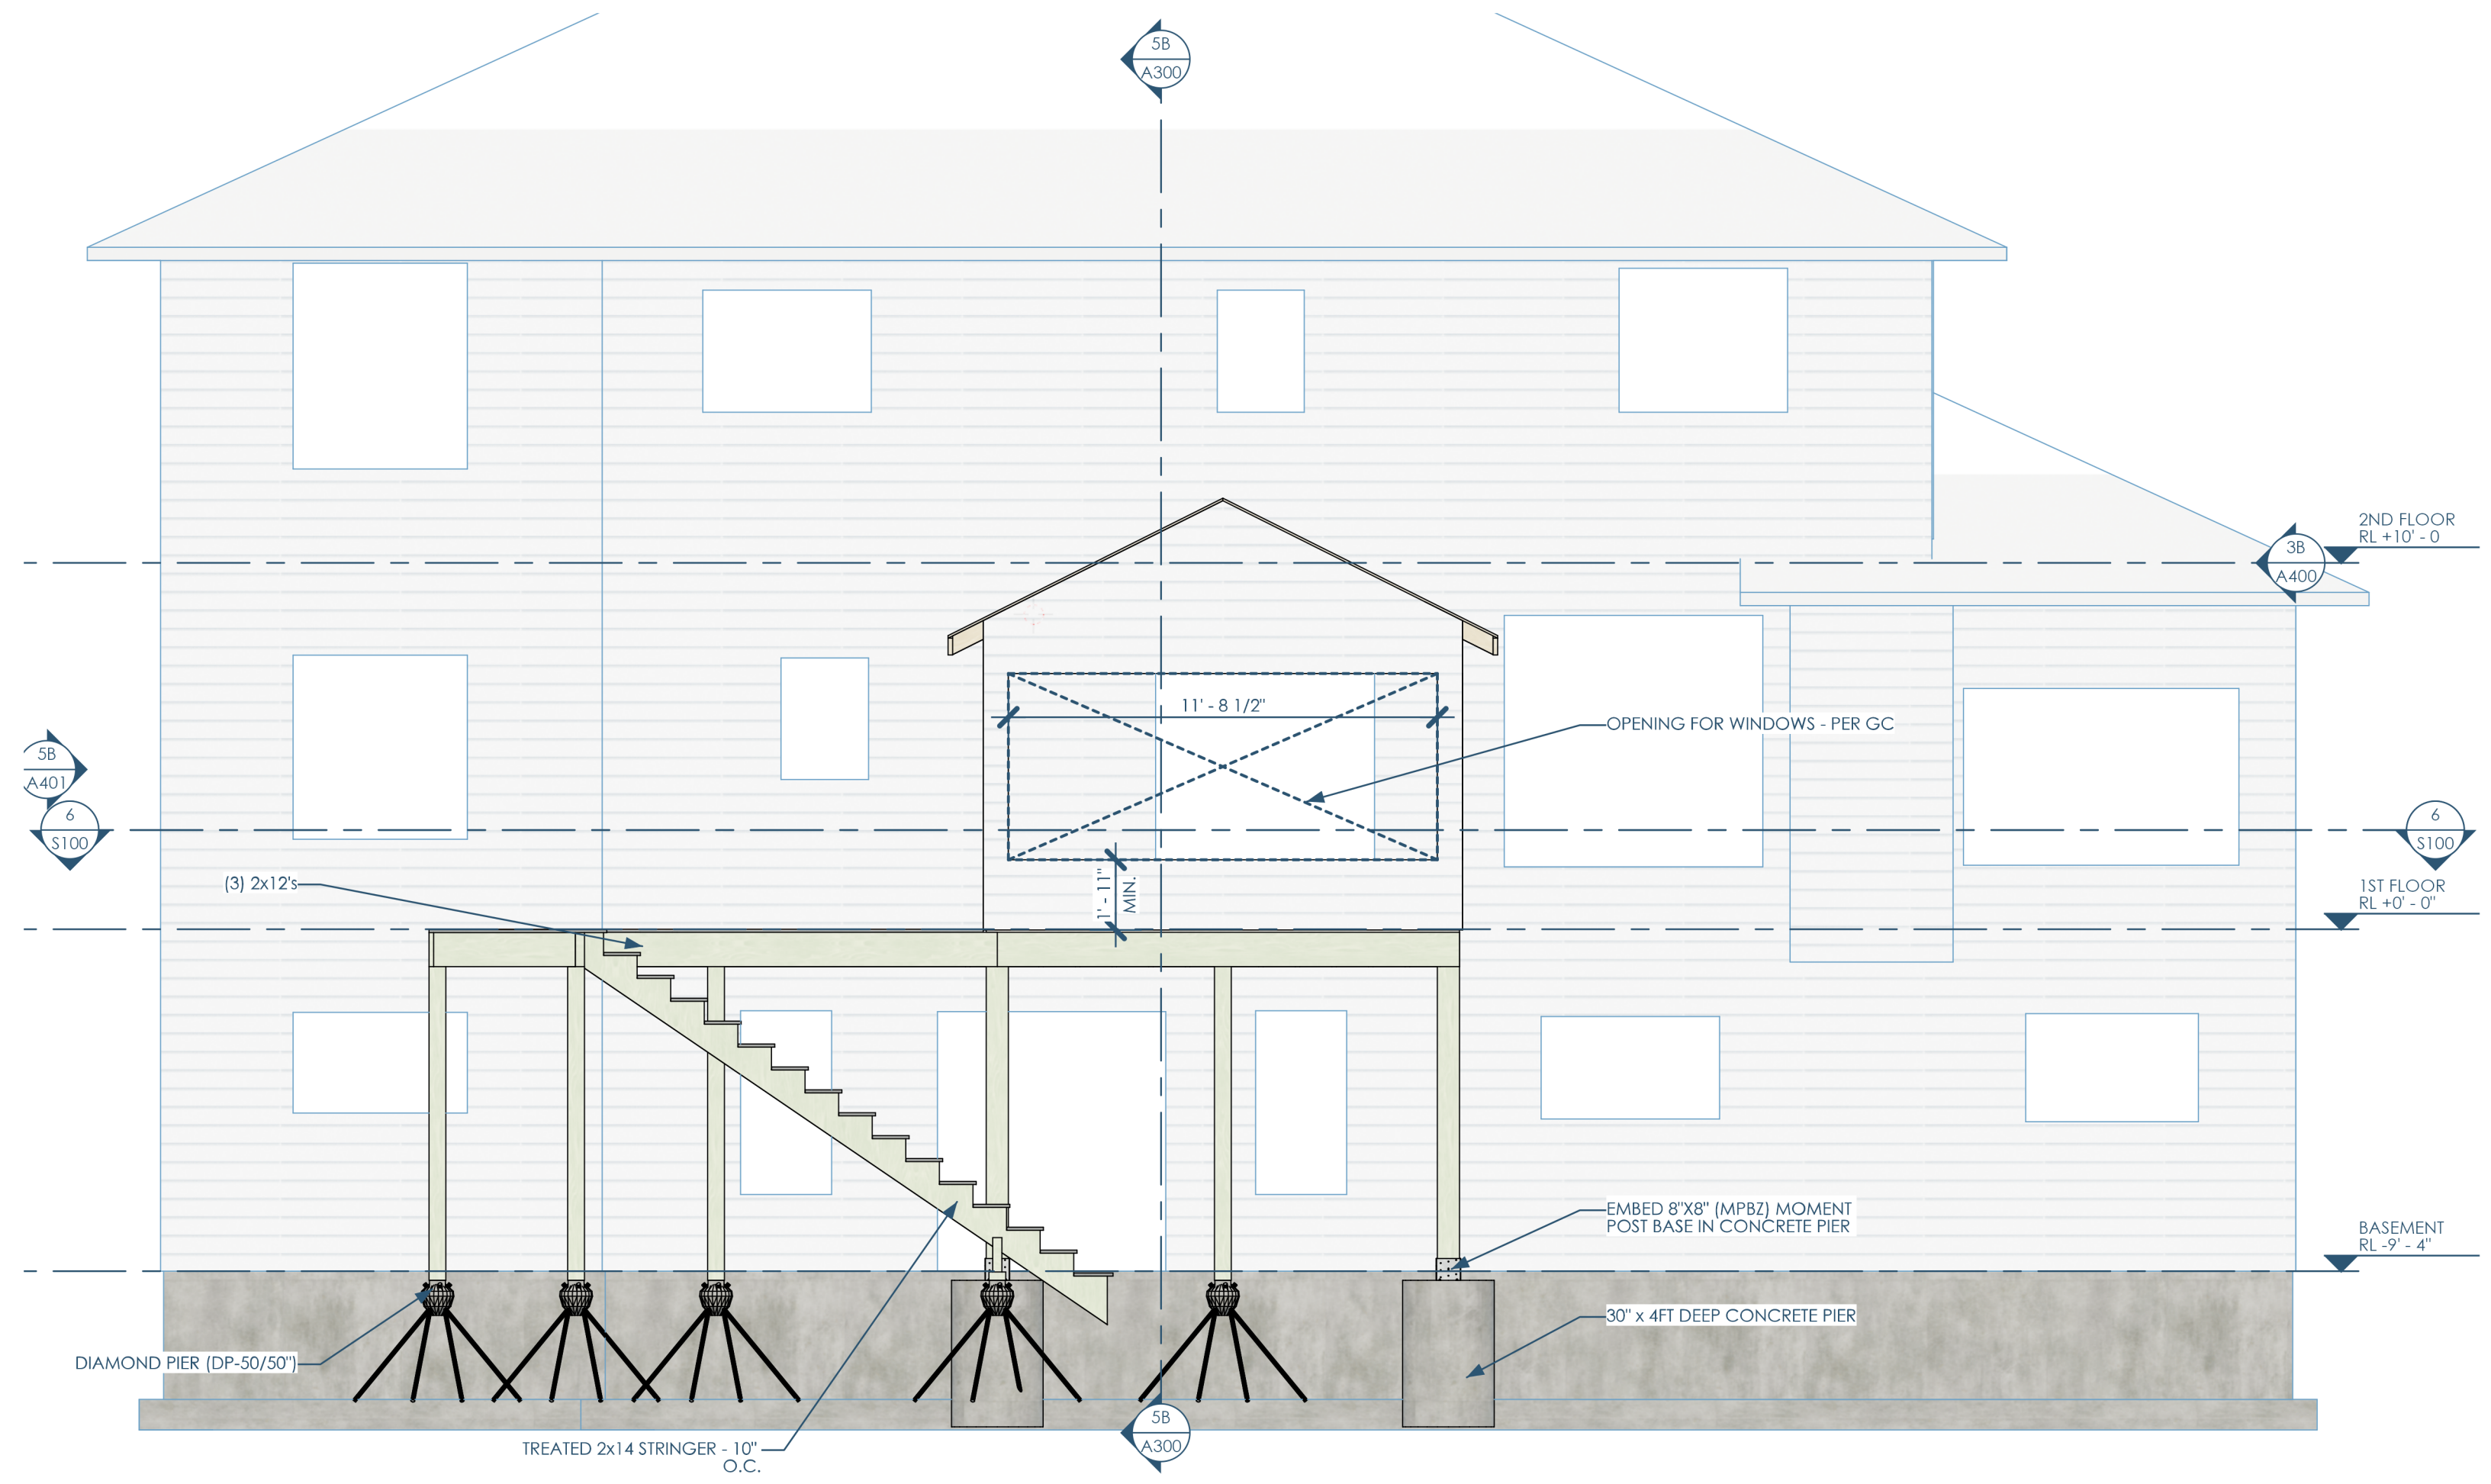 5B
A300
2ND FLOOR
RL +10' - 0
3B
A400
11' - 8 1/2"
OPENING FOR WINDOWS - PER GC
5B
A401
6
S100
6
S100
(3) 2x12's
1' - 11"
MIN.
1ST FLOOR
RL +0' - 0"
EMBED 8"X8" (MPBZ) MOMENT
POST BASE IN CONCRETE PIER
BASEMENT
RL -9' - 4"
30" x 4FT DEEP CONCRETE PIER
DIAMOND PIER (DP-50/50")
TREATED 2x14 STRINGER - 10"
O.C.
5B
A300